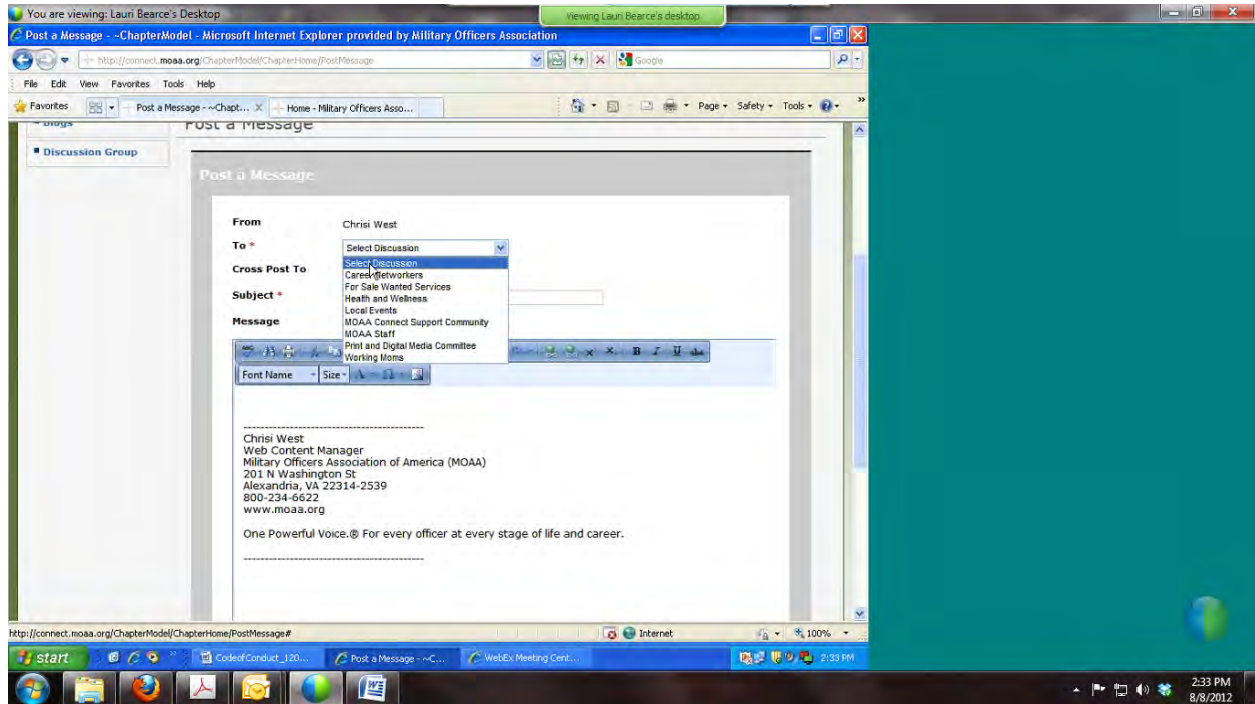 You are viewing: Lauri Bearce's Desktop
Viewing Lauri Bearce's desktop
Post a Message - ~ChapterModel - Microsoft Internet Explorer provided by Military Officers Association
http://connect.moaa.org/ChapterModel/ChapterHome/PostMessage
Google
File Edit View Favorites Tools Help
Favorites
Post a Message - ~Chapt...
Home - Military Officers Asso...
Page Safety Tools
Blogs
Post a Message
Discussion Group
Post a Message
From Chrisi West
To * Select Discussion
Select Discussion
Cross Post To
Career Networkers
For Sale Wanted Services
Subject *
Health and Wellness
Local Events
Message
MOAA Connect Support Community
MOAA Staff
Print and Digital Media Committee
Working Moms
B I U abc
Font Name Size A Ω
-------------------------------------------
Chrisi West
Web Content Manager
Military Officers Association of America (MOAA)
201 N Washington St
Alexandria, VA 22314-2539
800-234-6622
www.moaa.org
One Powerful Voice.® For every officer at every stage of life and career.
-------------------------------------------
http://connect.moaa.org/ChapterModel/ChapterHome/PostMessage#
Internet
100%
start
CodeofConduct_120...
Post a Message - ~C...
WebEx Meeting Cent...
2:33 PM
2:33 PM
8/8/2012